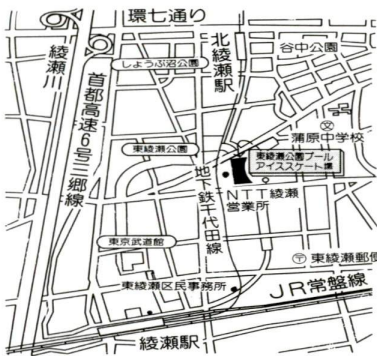 環七通り
綾瀬川
しょうぶ沼公園
北綾瀬駅
谷中公園
首都高速6号三郷線
文
蒲原中学校
東綾瀬公園
東綾瀬公園プール
アイススケート場
地下鉄千代田線
NTT綾瀬
営業所
東京武道館
〒東綾瀬郵便
東綾瀬区民事務所
JR常磐線
綾瀬駅